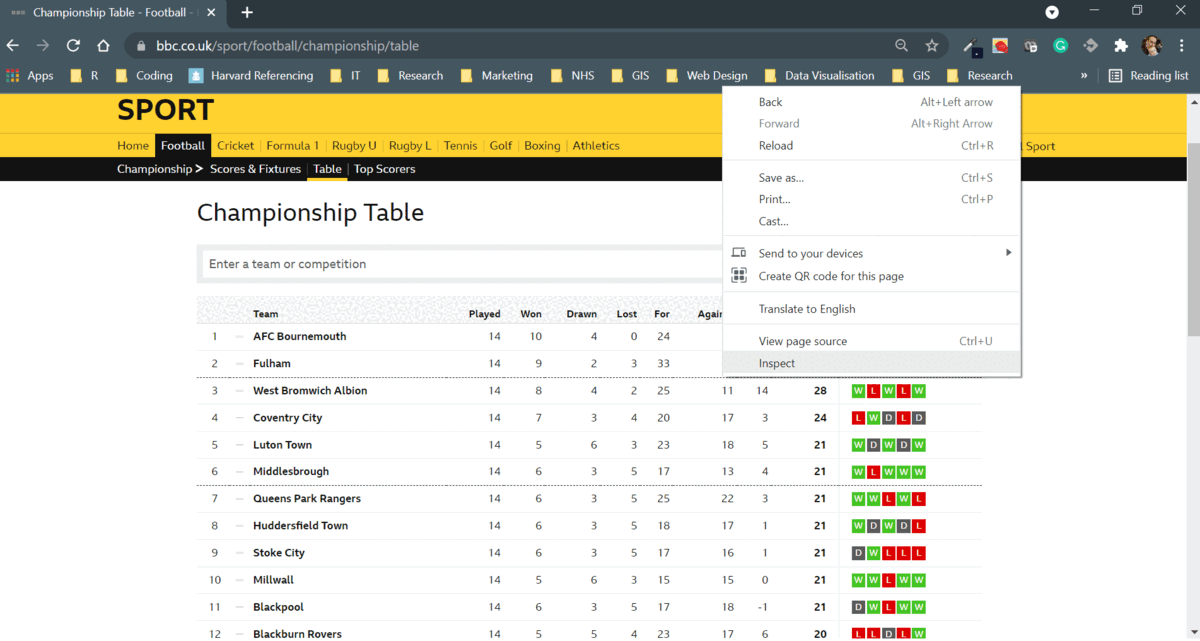 Championship Table - Football -
bbc.co.uk/sport/football/championship/table
Apps R Coding Harvard Referencing IT Research Marketing NHS GIS Web Design Data Visualisation GIS Research » Reading list
SPORT
Home Football Cricket Formula 1 Rugby U Rugby L Tennis Golf Boxing Athletics Sport
Championship Scores & Fixtures Table Top Scorers
Championship Table
Enter a team or competition
Back Alt+Left arrow
Forward Alt+Right Arrow
Reload Ctrl+R
Save as... Ctrl+S
Print... Ctrl+P
Cast...
Send to your devices
Create QR code for this page
Translate to English
View page source Ctrl+U
Inspect
Team Played Won Drawn Lost For Again
1 AFC Bournemouth 14 10 4 0 24
2 Fulham 14 9 2 3 33
3 West Bromwich Albion 14 8 4 2 25 11 14 28 W L W L W
4 Coventry City 14 7 3 4 20 17 3 24 L W D L D
5 Luton Town 14 5 6 3 23 18 5 21 W D W D W
6 Middlesbrough 14 6 3 5 17 13 4 21 W L W W W
7 Queens Park Rangers 14 6 3 5 25 22 3 21 W W L W L
8 Huddersfield Town 14 6 3 5 18 17 1 21 W D W D L
9 Stoke City 14 6 3 5 17 16 1 21 D W L L L
10 Millwall 14 5 6 3 15 15 0 21 W W L W W
11 Blackpool 14 6 3 5 17 18 -1 21 D W L W W
12 Blackburn Rovers 14 5 5 4 23 17 6 20 L L D L W